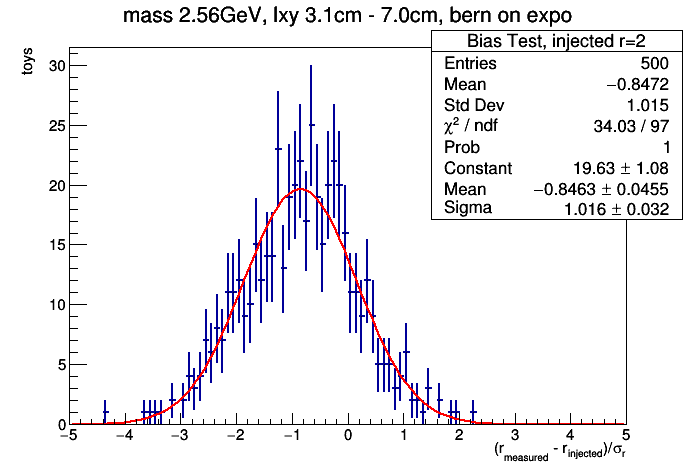 mass 2.56GeV, lxy 3.1cm - 7.0cm, bern on expo
Bias Test, injected r=2
Entries 500
Mean −0.8472
Std Dev 1.015
χ² / ndf 34.03 / 97
Prob 1
Constant 19.63 ± 1.08
Mean −0.8463 ± 0.0455
Sigma 1.016 ± 0.032
toys
30
25
20
15
10
5
0
−5 −4 −3 −2 −1 0 1 2 3 4 5
(r_measured - r_injected)/σ_r